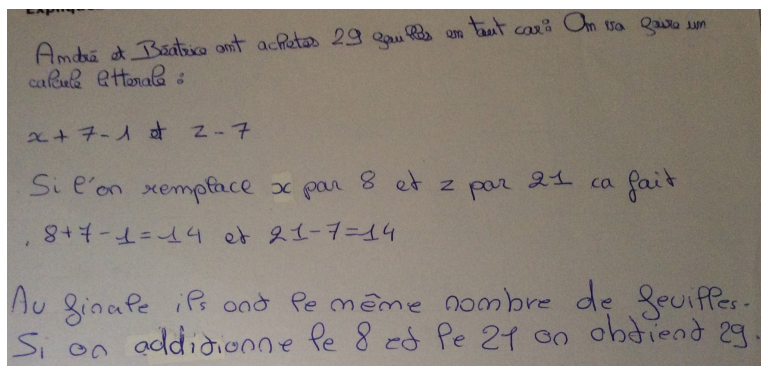 Expliqu
André et Béatrice ont achetés 29 feuilles en tout car : On va faire un
calcule littérale :
x + 7 - 1 et z - 7
Si l'on remplace x par 8 et z par 21 ca fait
, 8+7-1=14 et 21-7=14
Au finale ils ont le même nombre de feuilles.
Si on additionne le 8 et le 21 on obtient 29.